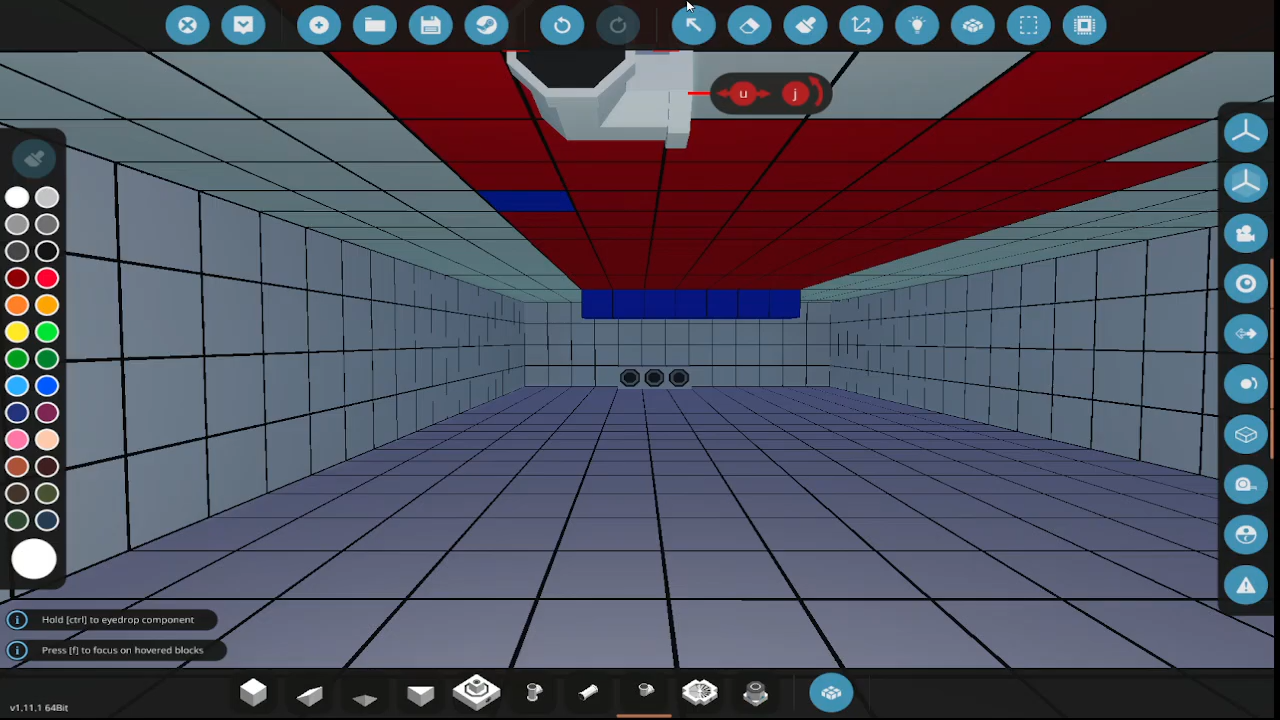 u j
Hold [ctrl] to eyedrop component
Press [f] to focus on hovered blocks
v1.11.1 64Bit